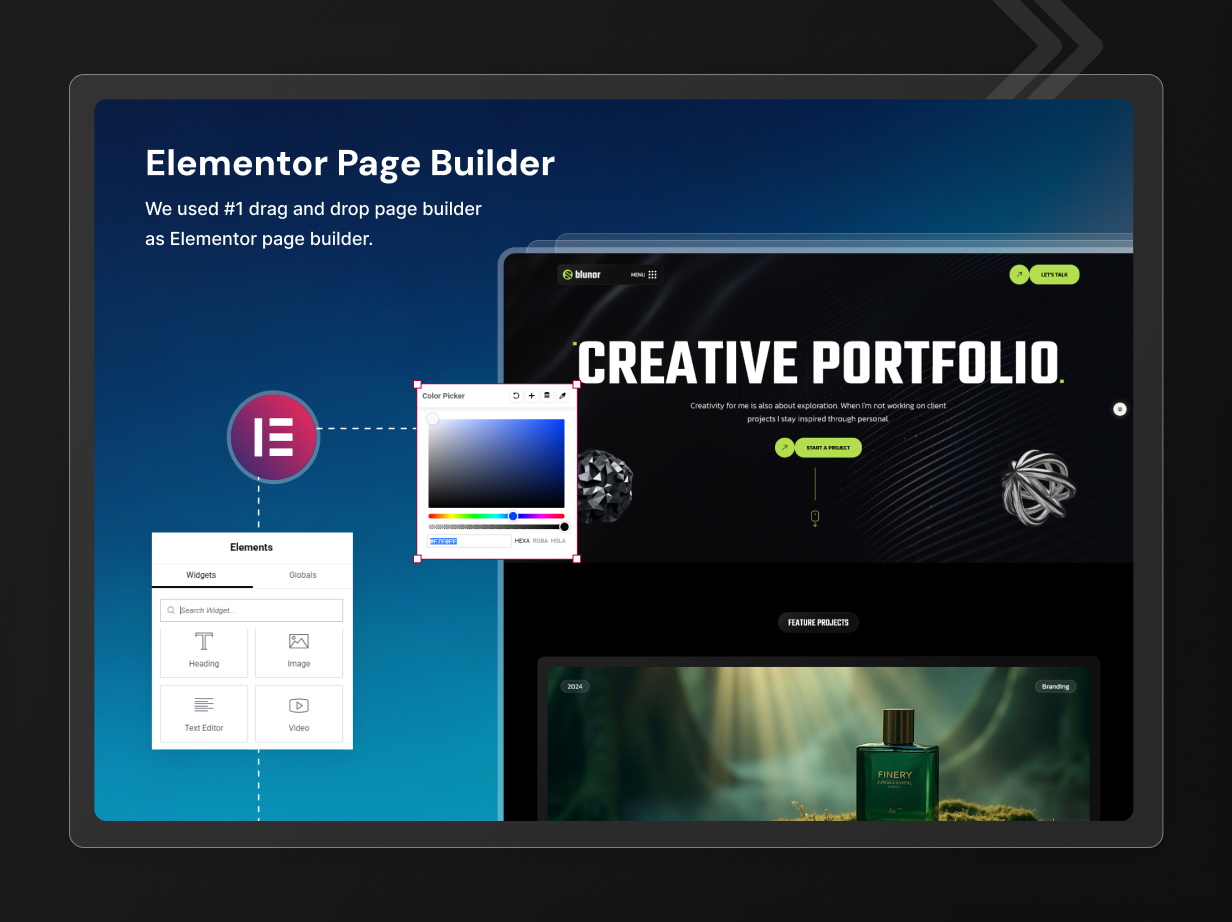 Elementor Page Builder
We used #1 drag and drop page builder
as Elementor page builder.
blunor
MENU
LET'S TALK
CREATIVE PORTFOLIO.
Creativity for me is also about exploration. When I'm not working on client
projects I stay inspired through personal
START A PROJECT
Color Picker
#F7F0FF
HEXA RGBA HSLA
Elements
Widgets Globals
Search Widget...
Heading Image
Text Editor Video
FEATURE PROJECTS
2024
Branding
FINERY